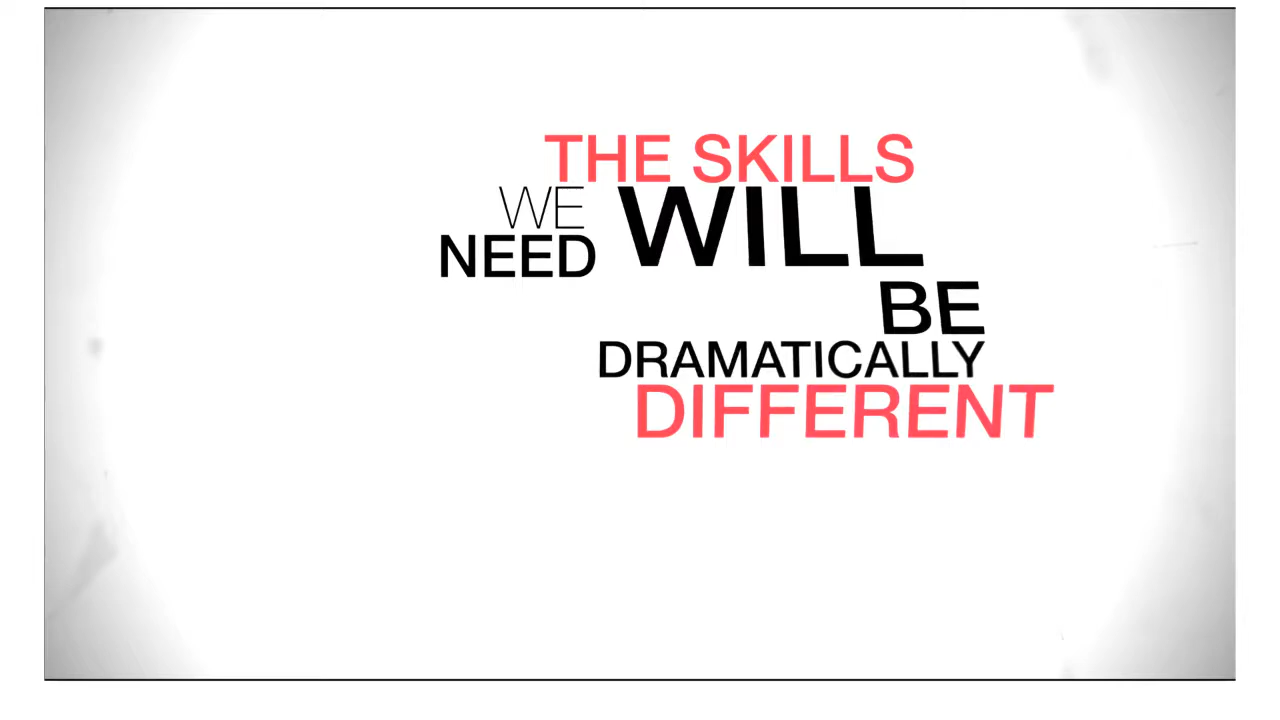 THE SKILLS
WE
NEED
WILL
BE
DRAMATICALLY
DIFFERENT